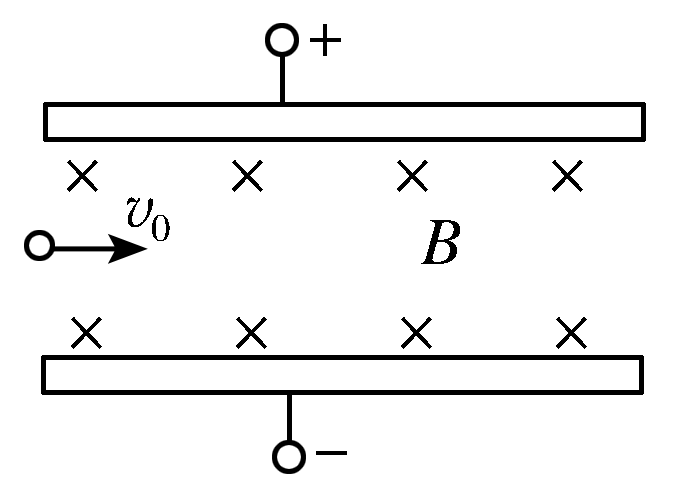 +
× × × ×
v₀
B
× × × ×
−